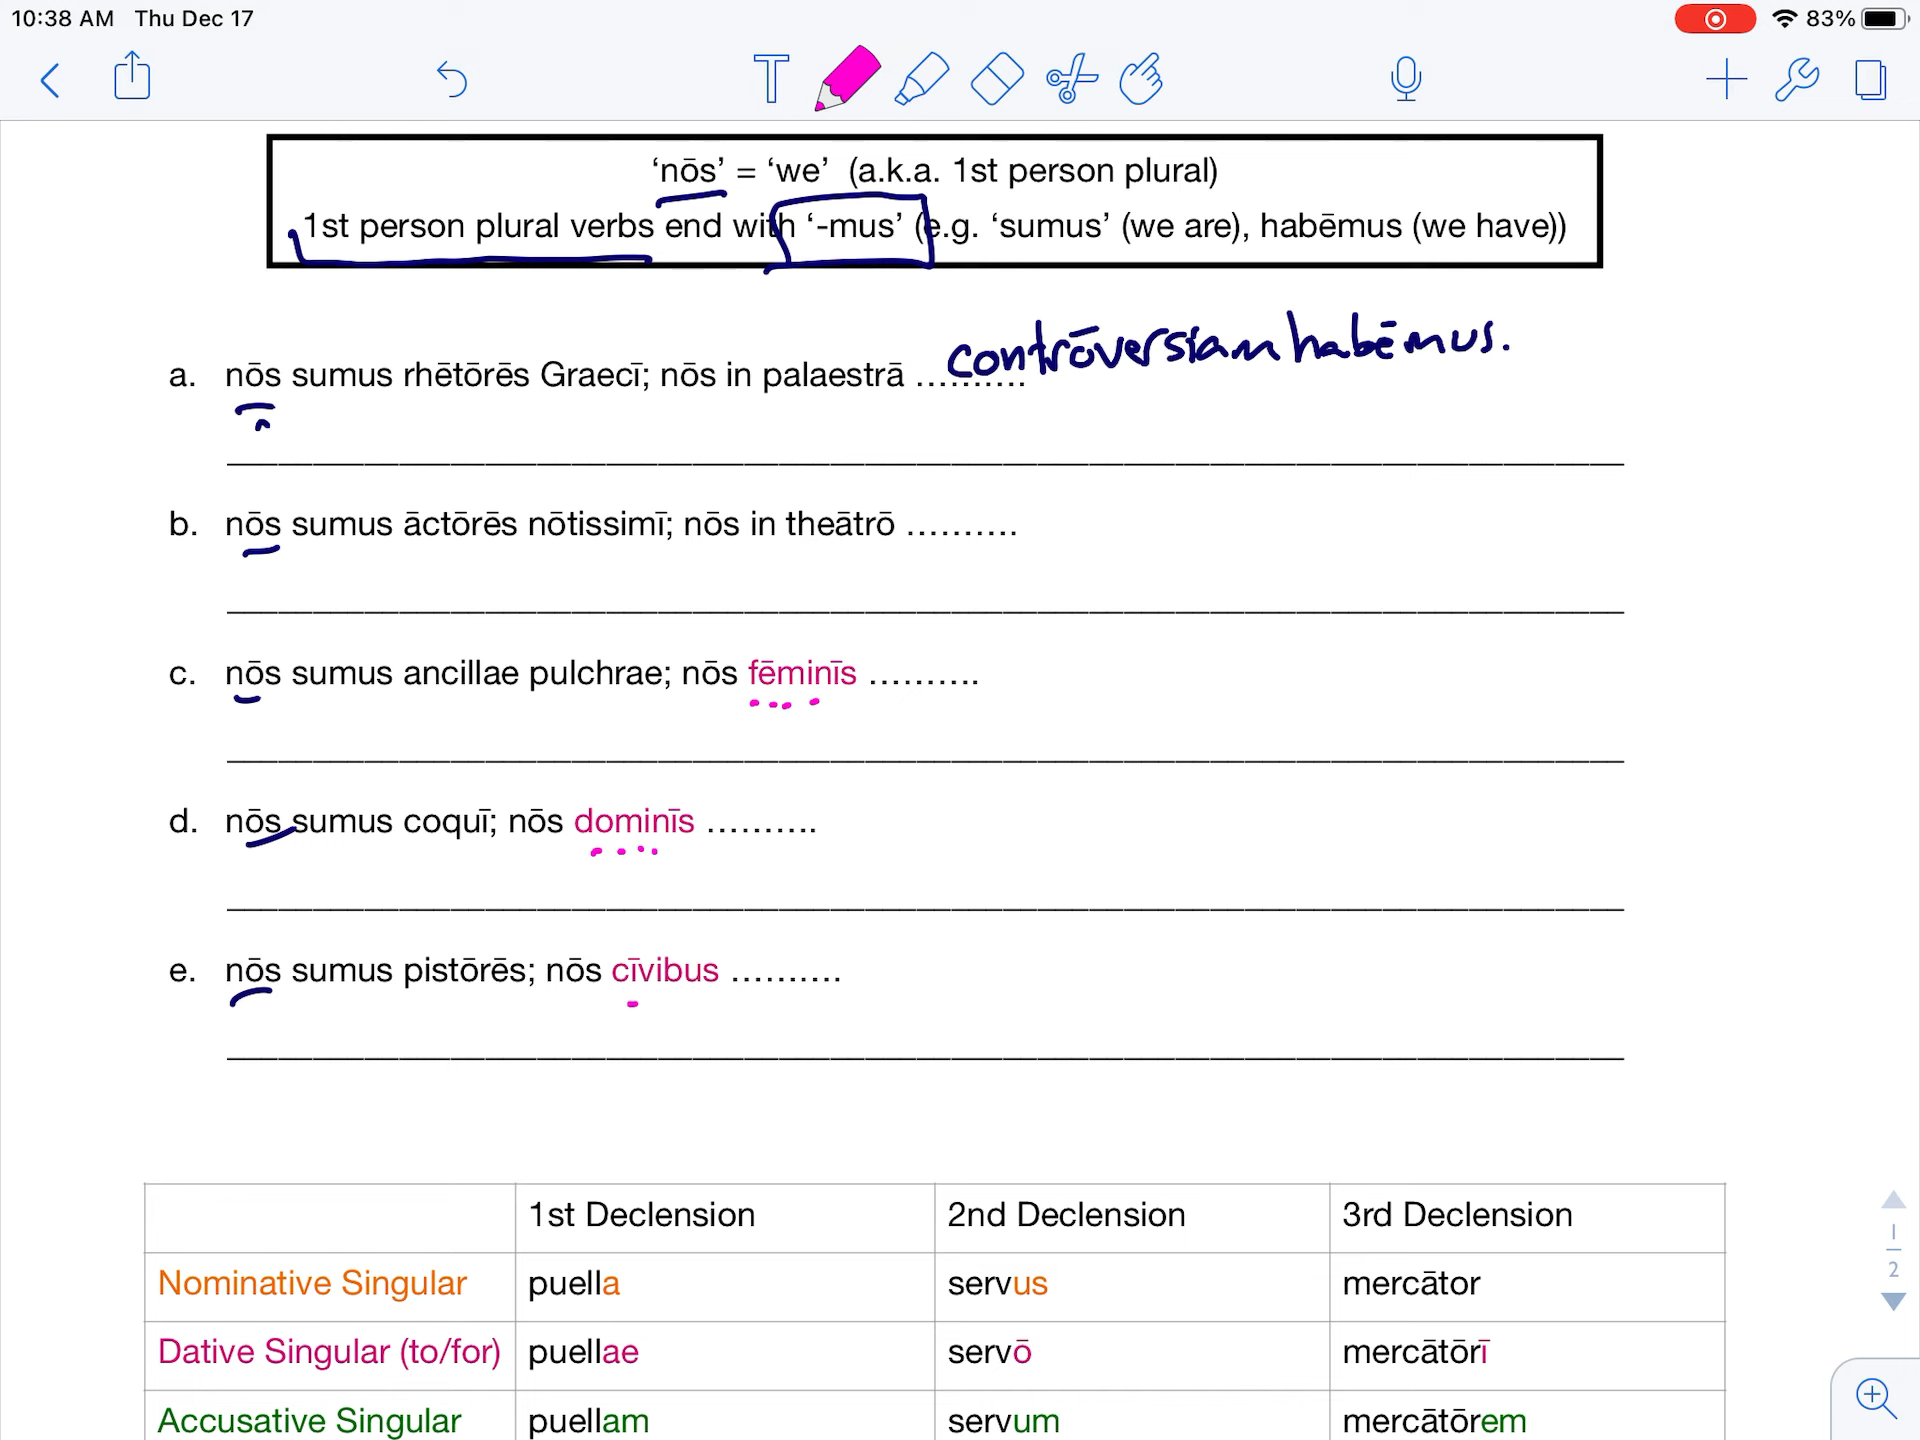 10:38 AM Thu Dec 17
83%
‘nōs’ = ‘we’ (a.k.a. 1st person plural)
1st person plural verbs end with ‘-mus’ (e.g. ‘sumus’ (we are), habēmus (we have))
contrōversiam habēmus.
a. nōs sumus rhētōrēs Graecī; nōs in palaestrā ……….
b. nōs sumus āctōrēs nōtissimī; nōs in theātrō ……….
c. nōs sumus ancillae pulchrae; nōs fēminīs ……….
d. nōs sumus coquī; nōs dominīs ……….
e. nōs sumus pistōrēs; nōs cīvibus ……….
1st Declension 2nd Declension 3rd Declension
Nominative Singular puella servus mercātor
Dative Singular (to/for) puellae servō mercātōrī
Accusative Singular puellam servum mercātōrem
1
2